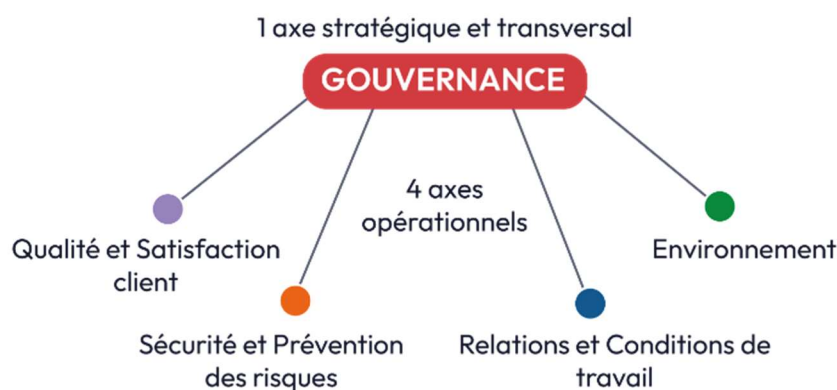 1 axe stratégique et transversal
GOUVERNANCE
4 axes
opérationnels
Qualité et Satisfaction
client
Environnement
Sécurité et Prévention
des risques
Relations et Conditions de
travail